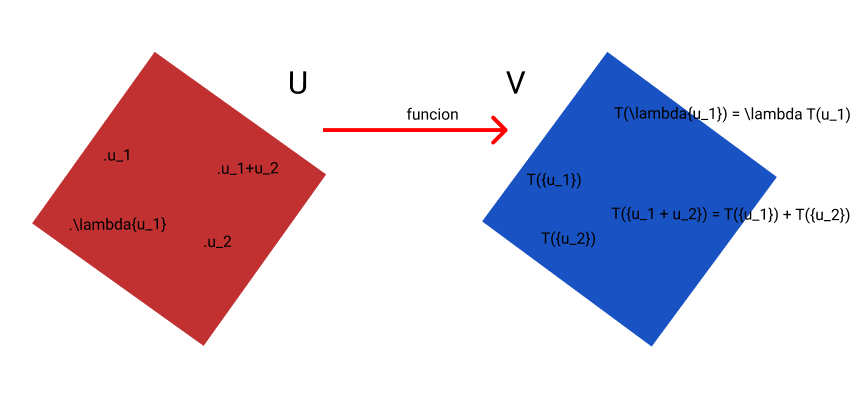 U
V
funcion
.u_1
.u_1+u_2
.\lambda{u_1}
.u_2
T(\lambda{u_1}) = \lambda T(u_1)
T({u_1})
T({u_1 + u_2}) = T({u_1}) + T({u_2})
T({u_2})